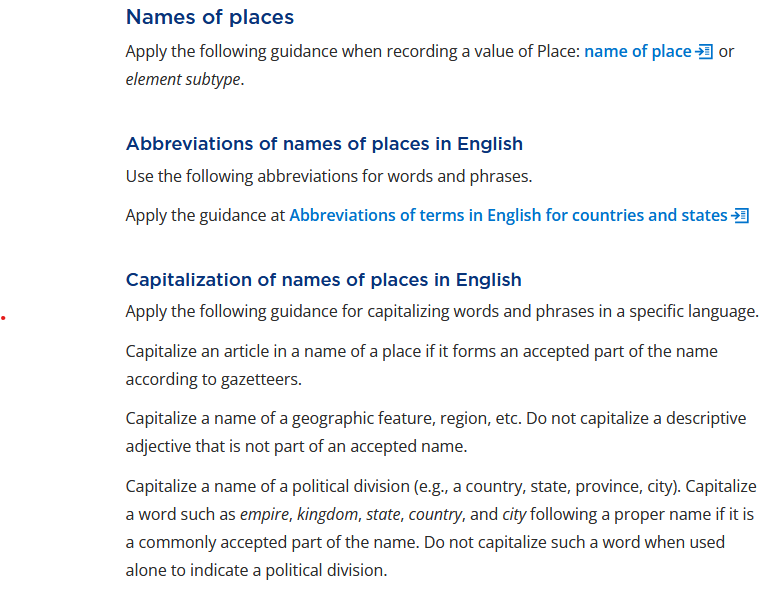 Names of places
Apply the following guidance when recording a value of Place: name of place or
element subtype.
Abbreviations of names of places in English
Use the following abbreviations for words and phrases.
Apply the guidance at Abbreviations of terms in English for countries and states
Capitalization of names of places in English
Apply the following guidance for capitalizing words and phrases in a specific language.
Capitalize an article in a name of a place if it forms an accepted part of the name
according to gazetteers.
Capitalize a name of a geographic feature, region, etc. Do not capitalize a descriptive
adjective that is not part of an accepted name.
Capitalize a name of a political division (e.g., a country, state, province, city). Capitalize
a word such as empire, kingdom, state, country, and city following a proper name if it is
a commonly accepted part of the name. Do not capitalize such a word when used
alone to indicate a political division.